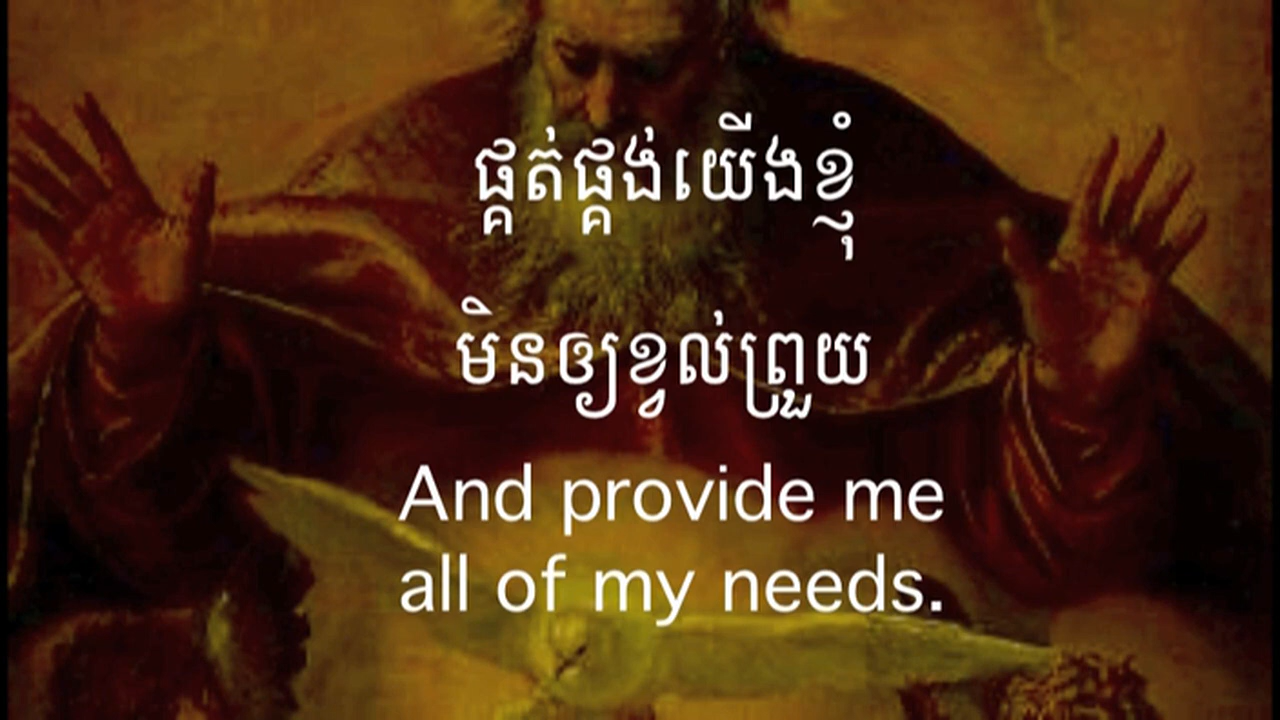 ផ្គត់ផ្គង់យើងខ្ញុំ
មិនឲ្យខ្វល់ព្រួយ
And provide me
all of my needs.